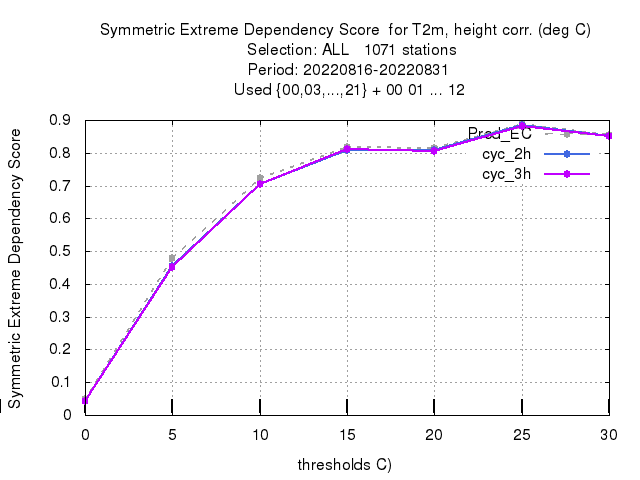 Symmetric Extreme Dependency Score  for T2m, height corr. (deg C)
Selection: ALL   1071 stations
Period: 20220816-20220831
Used {00,03,...,21} + 00 01 ... 12
Symmetric Extreme Dependency Score
0.9
0.8
0.7
0.6
0.5
0.4
0.3
0.2
0.1
0
Prod_EC
cyc_2h
cyc_3h
0 5 10 15 20 25 30
thresholds C)